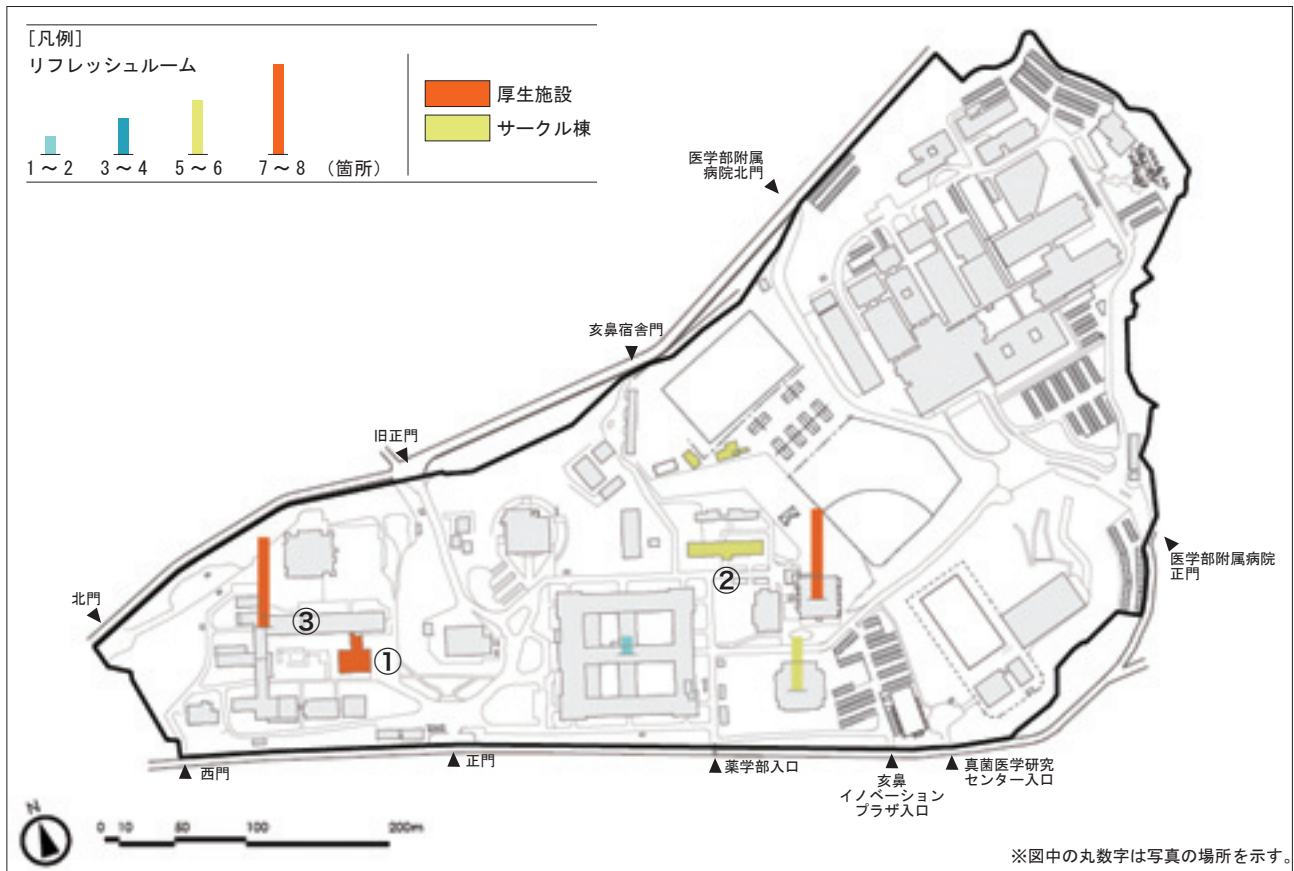 ［凡例］
リフレッシュルーム
1～2　3～4　5～6　7～8　（箇所）
厚生施設
サークル棟
医学部附属
病院北門
亥鼻宿舎門
旧正門
北門
医学部附属病院
正門
①
②
③
西門
正門
薬学部入口
亥鼻
イノベーション
プラザ入口
真菌医学研究
センター入口
N
0 10 50 100 200m
※図中の丸数字は写真の場所を示す。